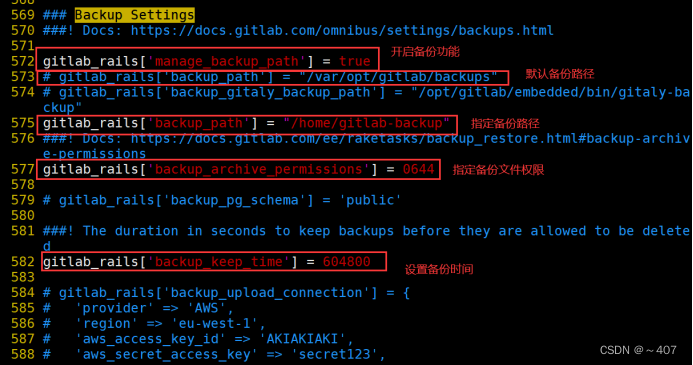 568
569 ### Backup Settings
570 ###! Docs: https://docs.gitlab.com/omnibus/settings/backups.html
571
572 gitlab_rails['manage_backup_path'] = true 开启备份功能
573 # gitlab_rails['backup_path'] = "/var/opt/gitlab/backups" 默认备份路径
574 # gitlab_rails['backup_gitaly_backup_path'] = "/opt/gitlab/embedded/bin/gitaly-ba
ckup"
575 gitlab_rails['backup_path'] = "/home/gitlab-backup" 指定备份路径
576 ###! Docs: https://docs.gitlab.com/ee/raketasks/backup_restore.html#backup-archiv
e-permissions
577 gitlab_rails['backup_archive_permissions'] = 0644 指定备份文件权限
578
579 # gitlab_rails['backup_pg_schema'] = 'public'
580
581 ###! The duration in seconds to keep backups before they are allowed to be delete
d
582 gitlab_rails['backup_keep_time'] = 604800 设置备份时间
583
584 # gitlab_rails['backup_upload_connection'] = {
585 #   'provider' => 'AWS',
586 #   'region' => 'eu-west-1',
587 #   'aws_access_key_id' => 'AKIAKIAKI',
588 #   'aws_secret_access_key' => 'secret123',
CSDN @～407